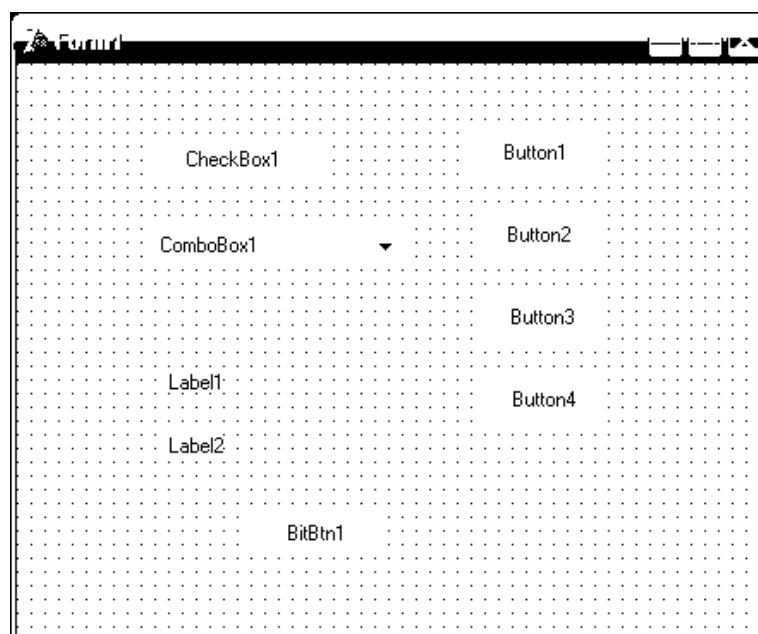 Form1
CheckBox1
Button1
ComboBox1
Button2
Button3
Label1
Button4
Label2
BitBtn1